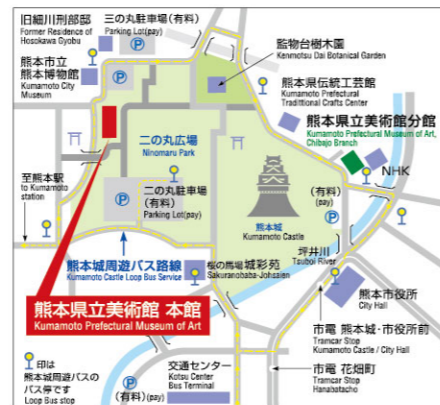 旧細川刑部邸
Former Residence of
Hosokawa Gyobu
三の丸駐車場(有料)
Parking Lot(pay)
P
監物台樹木園
Kenmotsu Dai Botanical Garden
熊本市立
熊本博物館
Kumamoto City
Museum
P
熊本県伝統工芸館
Kumamoto Prefectural
Traditional Crafts Center
熊本県立美術館分館
Kumamoto Prefectural Museum of Art,
Chibajo Branch
NHK
二の丸広場
Ninomaru Park
至熊本駅
to Kumamoto
station
P
二の丸駐車場
(有料)
Parking Lot(pay)
熊本城
Kumamoto Castle
(有料)
(pay)
P
坪井川
Tsuboi River
熊本城周遊バス路線
Kumamoto Castle Loop Bus Service
桜の馬場 城彩苑
Sakuranobaba-Johsaien
熊本県立美術館 本館
Kumamoto Prefectural Museum of Art
熊本市役所
City Hall
市電 熊本城・市役所前
Tramcar Stop
Kumamoto Castle / City Hall
市電 花畑町
Tramcar Stop
Hanabatacho
交通センター
Kotsu Center
Bus Terminal
(有料)
(pay)
P
印は
熊本城周遊バスの
バス停です
Loop Bus stop